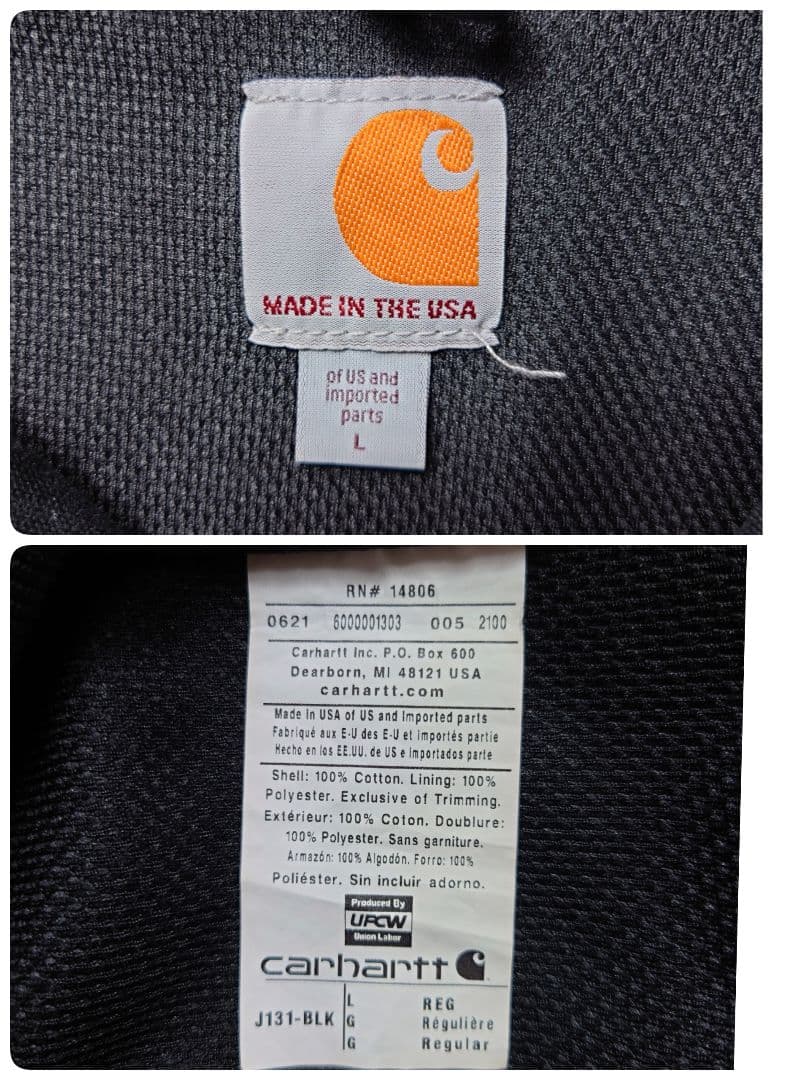 MADE IN THE USA
of US and
imported
parts
L
RN# 14806
0621 6000001303 005 2100
Carhartt Inc. P.O. Box 600
Dearborn, MI 48121 USA
carhartt.com
Made in USA of US and Imported parts
Fabriqué aux E-U des E-U et importés partie
Hecho en los EE.UU. de US e Importados parte
Shell: 100% Cotton. Lining: 100%
Polyester. Exclusive of Trimming.
Extérieur: 100% Coton. Doublure:
100% Polyester. Sans garniture.
Armazón: 100% Algodón. Forro: 100%
Poliéster. Sin incluir adorno.
Produced By
UFCW
Union Labor
carhartt
L REG
J131-BLK G Régulière
G Regular